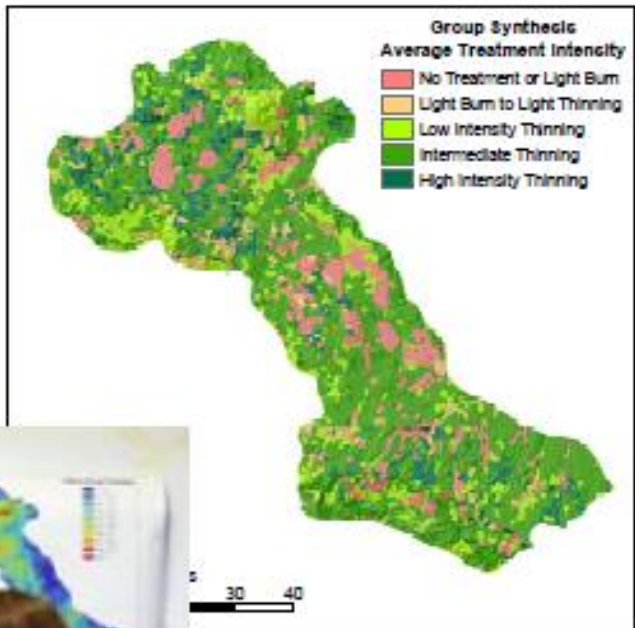 Group Synthesis
Average Treatment Intensity
No Treatment or Light Burn
Light Burn to Light Thinning
Low Intensity Thinning
Intermediate Thinning
High Intensity Thinning
s
30 40